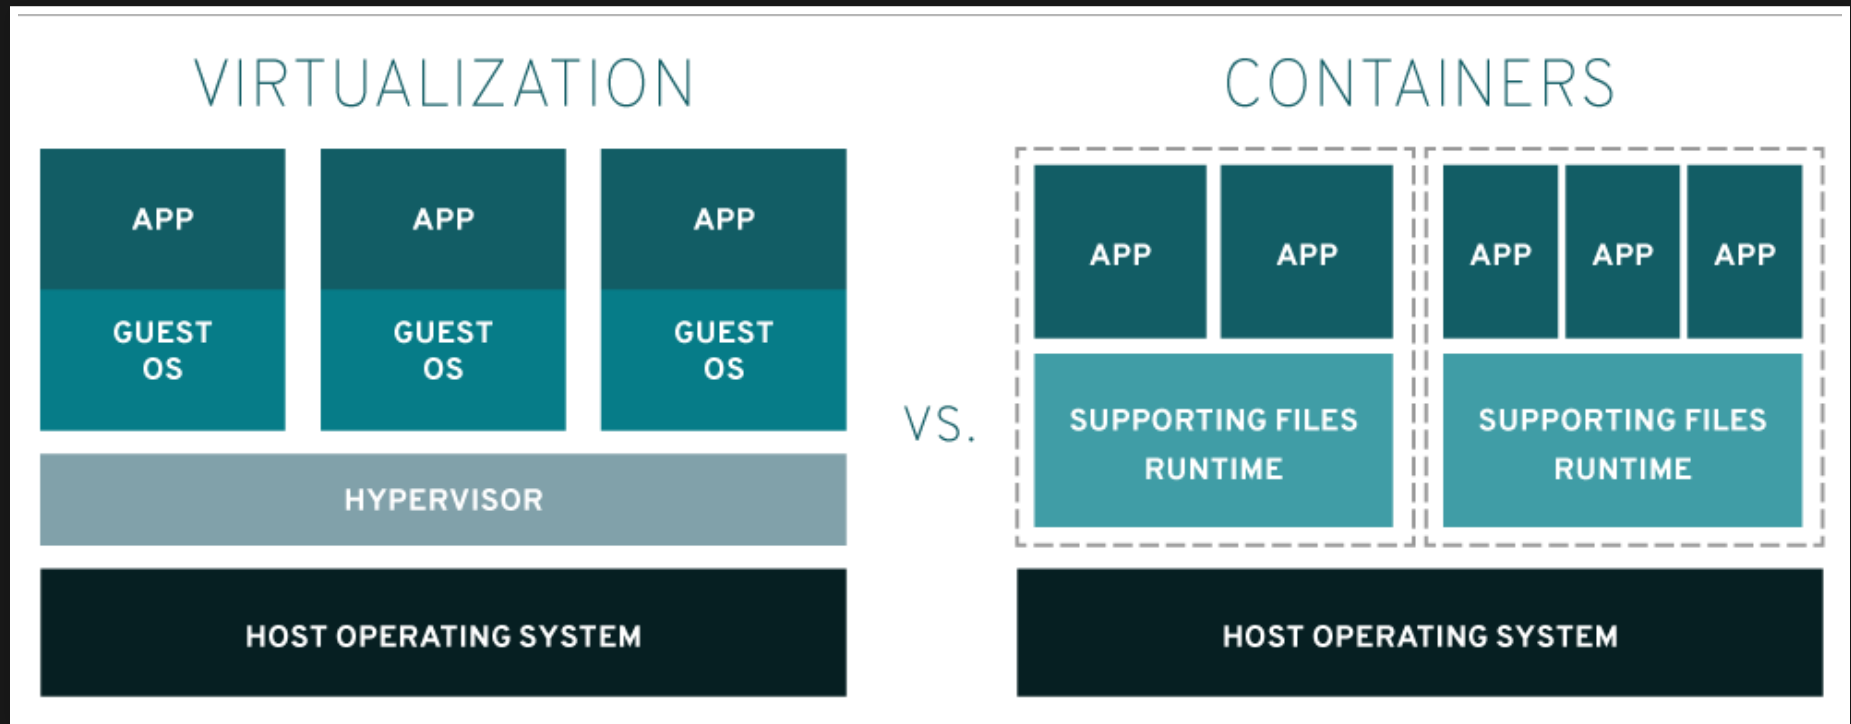 VIRTUALIZATION
APP
APP
APP
GUEST
OS
GUEST
OS
GUEST
OS
HYPERVISOR
HOST OPERATING SYSTEM
VS.
CONTAINERS
APP
APP
SUPPORTING FILES
RUNTIME
APP
APP
APP
SUPPORTING FILES
RUNTIME
HOST OPERATING SYSTEM